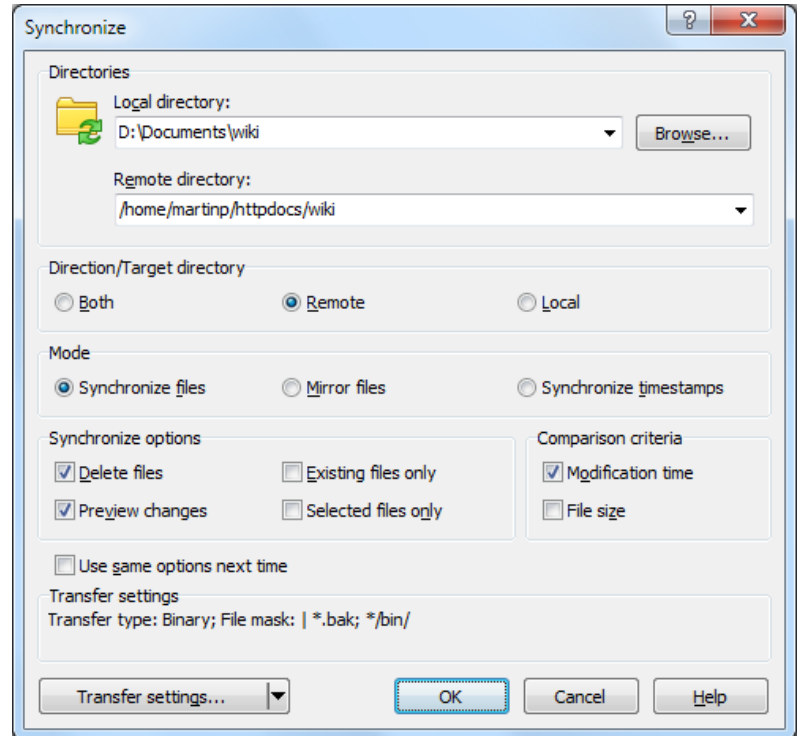 Synchronize
Directories
Local directory:
D:\Documents\wiki
Browse...
Remote directory:
/home/martinp/httpdocs/wiki
Direction/Target directory
Both Remote Local
Mode
Synchronize files Mirror files Synchronize timestamps
Synchronize options Comparison criteria
Delete files Existing files only Modification time
Preview changes Selected files only File size
Use same options next time
Transfer settings
Transfer type: Binary; File mask: | *.bak; */bin/
Transfer settings... OK Cancel Help